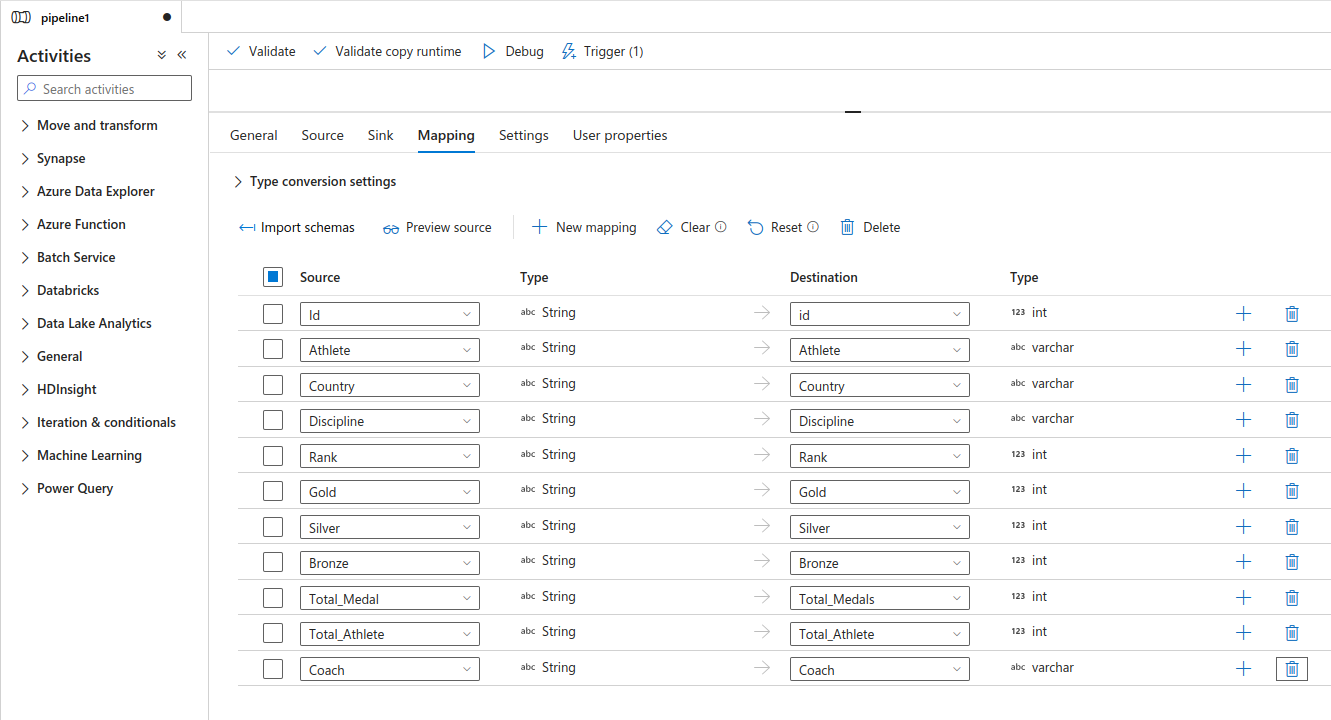 pipeline1
Activities
Search activities
Move and transform
Synapse
Azure Data Explorer
Azure Function
Batch Service
Databricks
Data Lake Analytics
General
HDInsight
Iteration & conditionals
Machine Learning
Power Query
Validate Validate copy runtime Debug Trigger (1)
General Source Sink Mapping Settings User properties
Type conversion settings
Import schemas Preview source New mapping Clear Reset Delete
Source Type Destination Type
Id abc String id 123 int
Athlete abc String Athlete abc varchar
Country abc String Country abc varchar
Discipline abc String Discipline abc varchar
Rank abc String Rank 123 int
Gold abc String Gold 123 int
Silver abc String Silver 123 int
Bronze abc String Bronze 123 int
Total_Medal abc String Total_Medals 123 int
Total_Athlete abc String Total_Athlete 123 int
Coach abc String Coach abc varchar